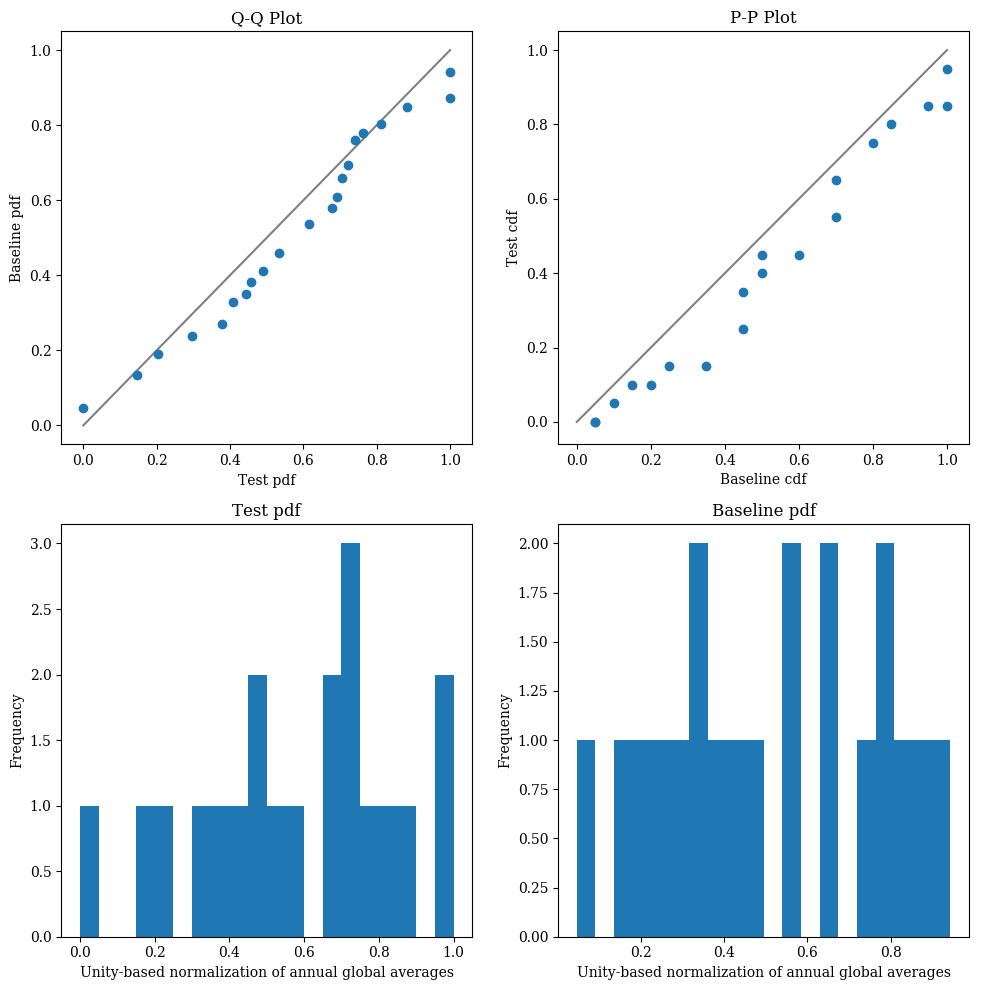 Q-Q Plot
1.0
0.8
0.6
0.4
0.2
0.0
Baseline pdf
0.0 0.2 0.4 0.6 0.8 1.0
Test pdf
P-P Plot
1.0
0.8
0.6
0.4
0.2
0.0
Test cdf
0.0 0.2 0.4 0.6 0.8 1.0
Baseline cdf
Test pdf
3.0
2.5
2.0
1.5
1.0
0.5
0.0
Frequency
0.0 0.2 0.4 0.6 0.8 1.0
Unity-based normalization of annual global averages
Baseline pdf
2.00
1.75
1.50
1.25
1.00
0.75
0.50
0.25
0.00
Frequency
0.2 0.4 0.6 0.8
Unity-based normalization of annual global averages